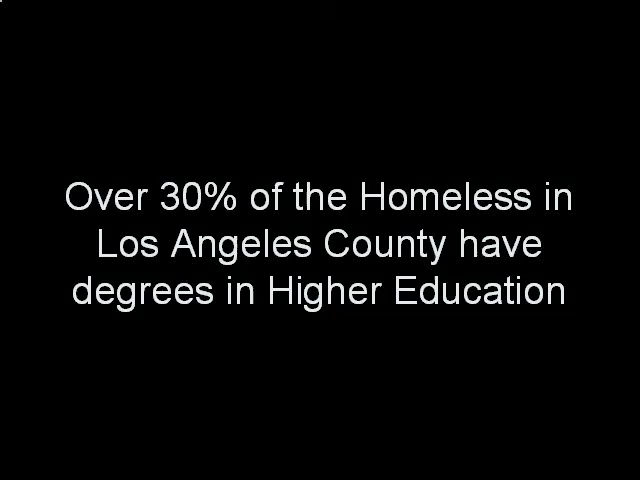 Over 30% of the Homeless in
Los Angeles County have
degrees in Higher Education